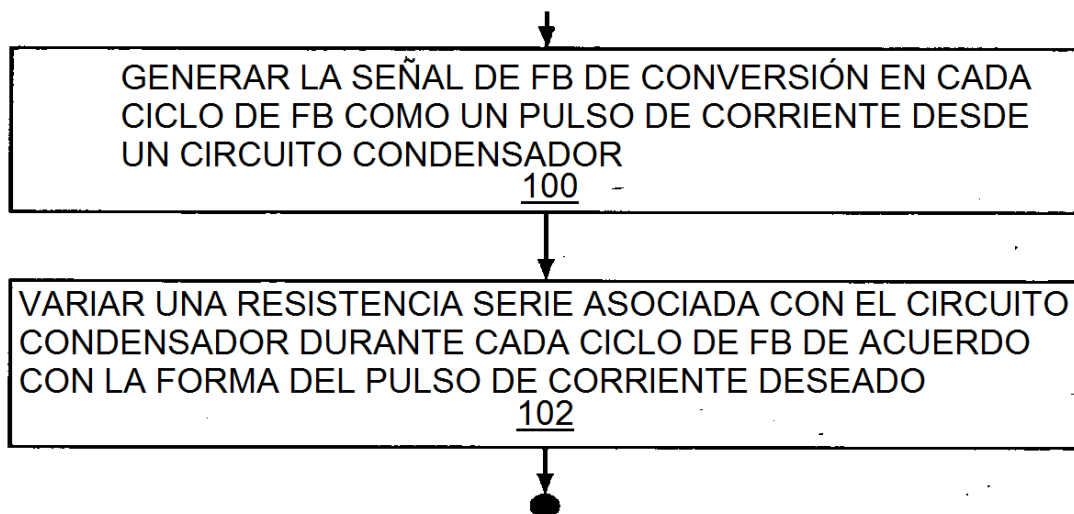 GENERAR LA SEÑAL DE FB DE CONVERSIÓN EN CADA
CICLO DE FB COMO UN PULSO DE CORRIENTE DESDE
UN CIRCUITO CONDENSADOR
100
VARIAR UNA RESISTENCIA SERIE ASOCIADA CON EL CIRCUITO
CONDENSADOR DURANTE CADA CICLO DE FB DE ACUERDO
CON LA FORMA DEL PULSO DE CORRIENTE DESEADO
102